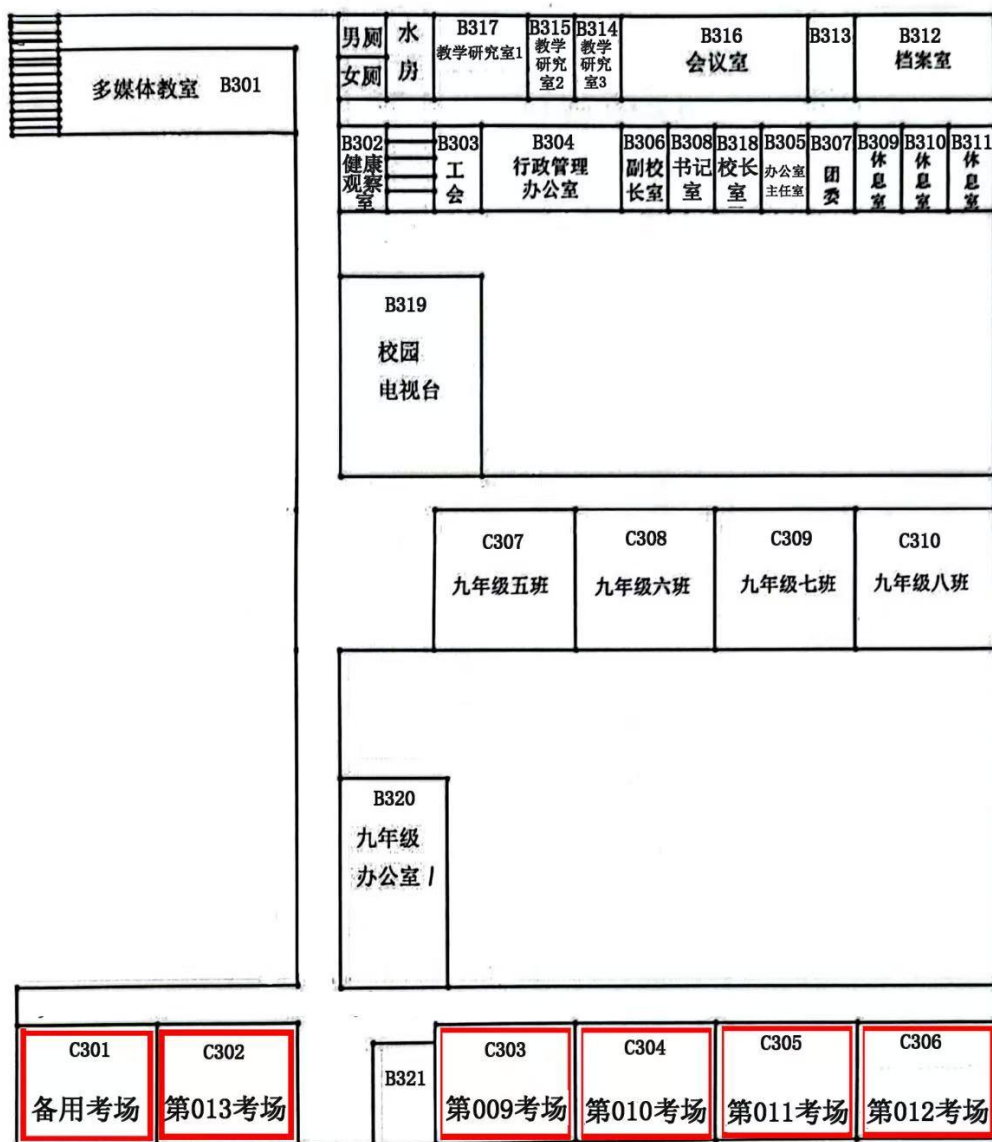 男厕
女厕
水
房
B317
教学研究室1
B315
教学
研究
室2
B314
教学
研究
室3
B316
会议室
B313
B312
档案室
多媒体教室 B301
B302
健康
观察
室
B303
工
会
B304
行政管理
办公室
B306
副校
长室
B308
书记
室
B318
校长
室
B305
办公室
主任室
B307
团
委
B309
休
息
室
B310
休
息
室
B311
休
息
室
B319
校园
电视台
C307
九年级五班
C308
九年级六班
C309
九年级七班
C310
九年级八班
B320
九年级
办公室1
C301
备用考场
C302
第013考场
B321
C303
第009考场
C304
第010考场
C305
第011考场
C306
第012考场